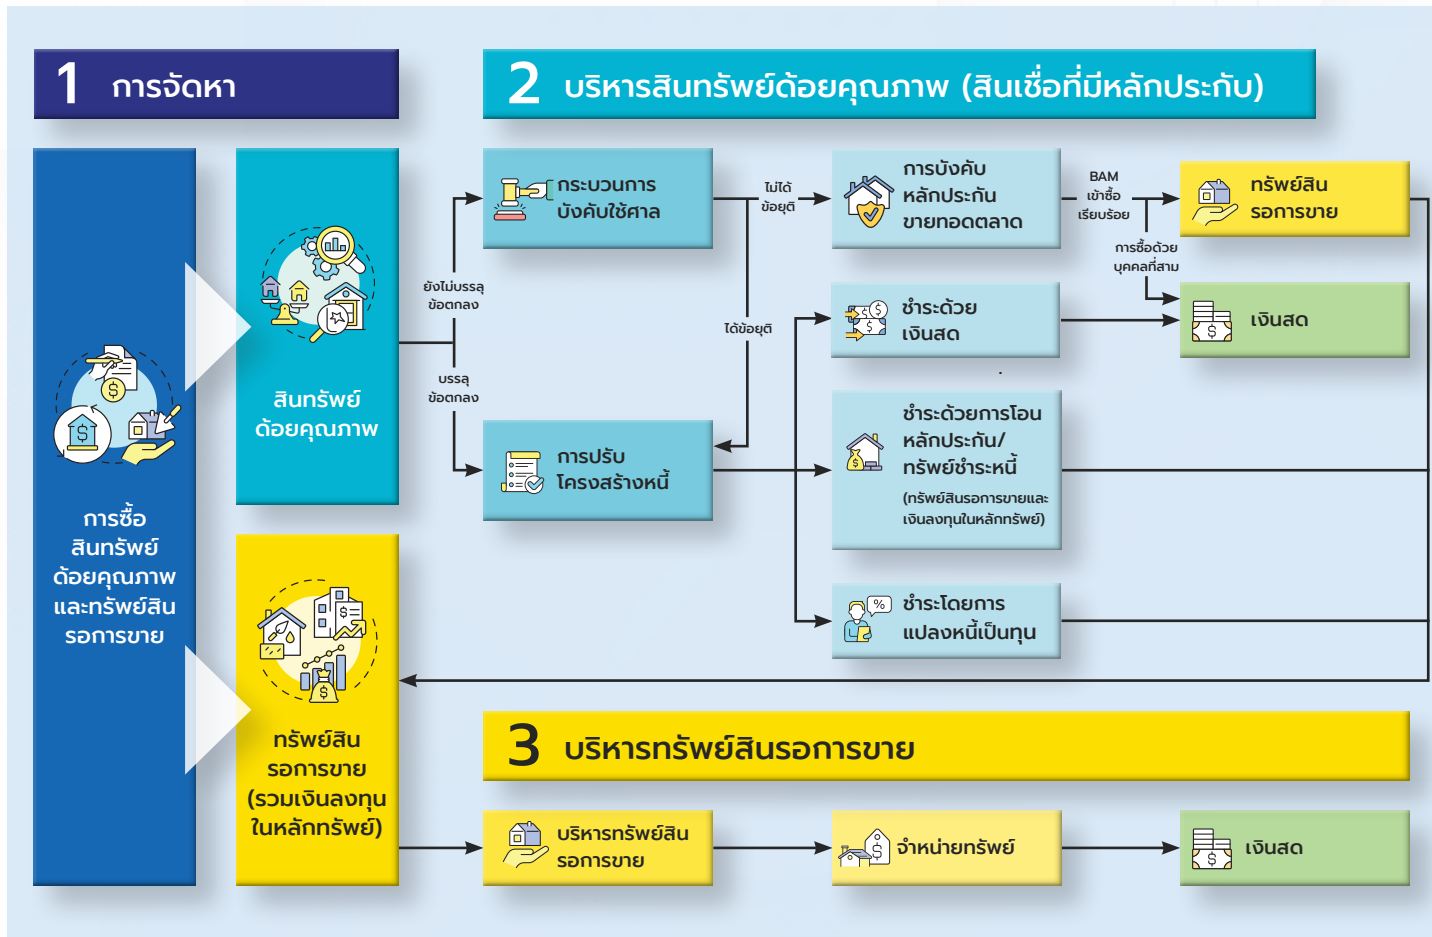 1 การจัดหา
2 บริหารสินทรัพย์ด้อยคุณภาพ (สินเชื่อที่มีหลักประกับ)
การซื้อ
สินทรัพย์
ด้อยคุณภาพ
และทรัพย์สิน
รอการขาย
สินทรัพย์
ด้อยคุณภาพ
ทรัพย์สิน
รอการขาย
(รวมเงินลงทุน
ในหลักทรัพย์)
ยังไม่บรรลุ
ข้อตกลง
บรรลุ
ข้อตกลง
กระบวนการ
บังคับใช้ศาล
การปรับ
โครงสร้างหนี้
ไม่ได้
ข้อยุติ
ได้ข้อยุติ
การบังคับ
หลักประกัน
ขายทอดตลาด
ชำระด้วย
เงินสด
ชำระด้วยการโอน
หลักประกัน/
ทรัพย์ชำระหนี้
(ทรัพย์สินรอการขายและ
เงินลงทุนในหลักทรัพย์)
ชำระโดยการ
แปลงหนี้เป็นทุน
BAM
เข้าซื้อ
เรียบร้อย
การซื้อด้วย
บุคคลที่สาม
ทรัพย์สิน
รอการขาย
เงินสด
3 บริหารทรัพย์สินรอการขาย
บริหารทรัพย์สิน
รอการขาย
จำหน่ายทรัพย์
เงินสด